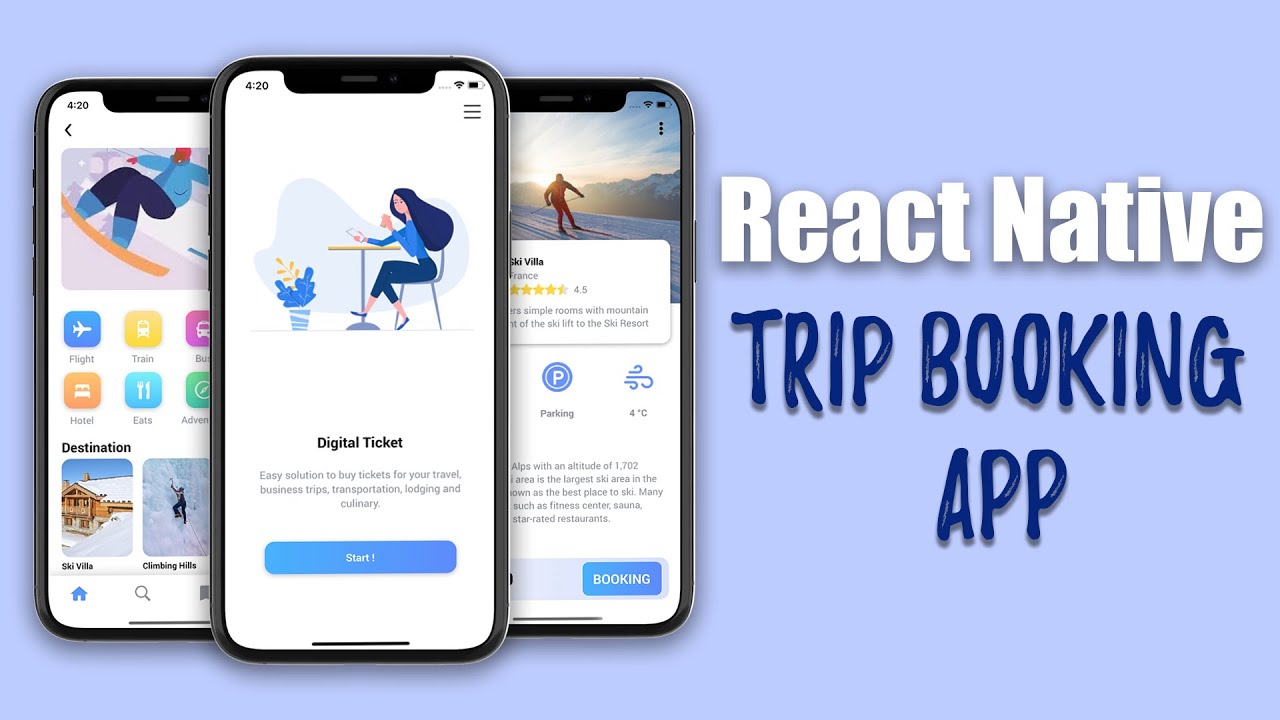 4:20
Flight
Train
Hotel
Eats
Destination
Ski Villa
Climbing Hills
4:20
Digital Ticket
Easy solution to buy tickets for your travel,
business trips, transportation, lodging and
culinary.
Start !
Ski Villa
France
4.5
simple rooms with mountain
of the ski lift to the Ski Resort
P
Parking
4 °C
Alps with an altitude of 1,702
area is the largest ski area in the
as the best place to ski. Many
such as fitness center, sauna,
star-rated restaurants.
BOOKING
React Native
TRIP BOOKING
APP